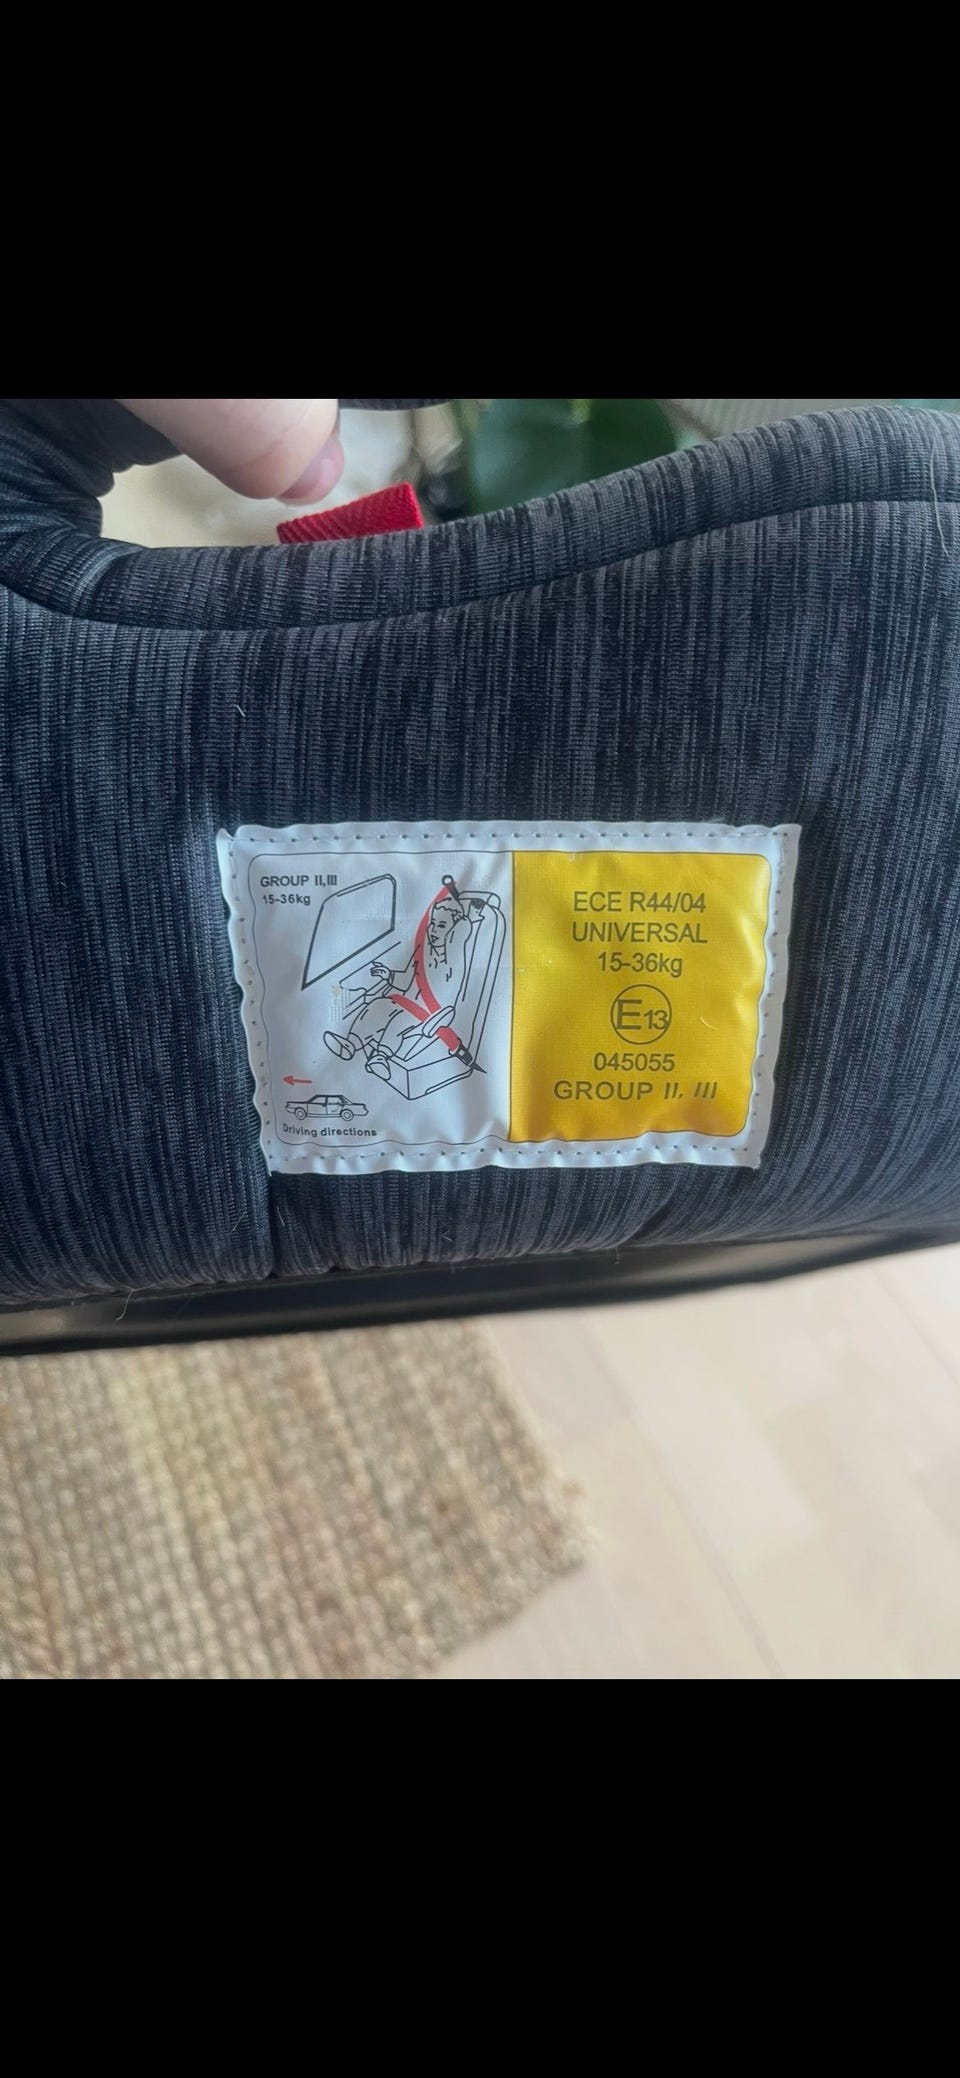 GROUP II,III
15-36kg
Driving directions
ECE R44/04
UNIVERSAL
15-36kg
E13
045055
GROUP II, III